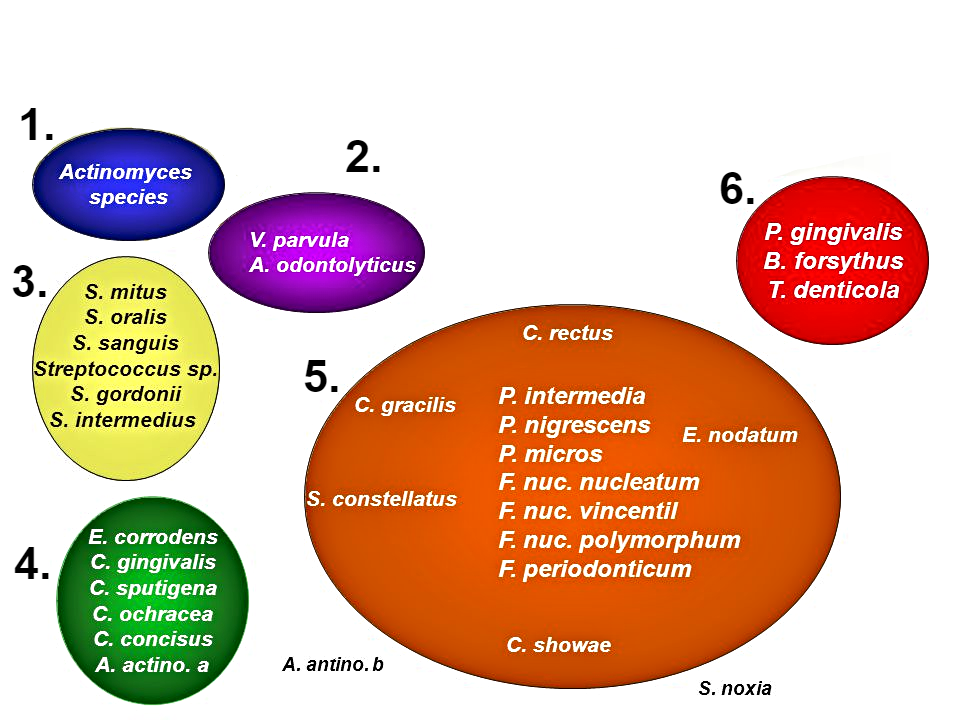 1.
Actinomyces
species
2.
V. parvula
A. odontolyticus
3.
S. mitus
S. oralis
S. sanguis
Streptococcus sp.
S. gordonii
S. intermedius
4.
E. corrodens
C. gingivalis
C. sputigena
C. ochracea
C. concisus
A. actino. a
5.
C. rectus
C. gracilis
S. constellatus
P. intermedia
P. nigrescens
P. micros
F. nuc. nucleatum
F. nuc. vincentil
F. nuc. polymorphum
F. periodonticum
E. nodatum
C. showae
6.
P. gingivalis
B. forsythus
T. denticola
A. antino. b
S. noxia